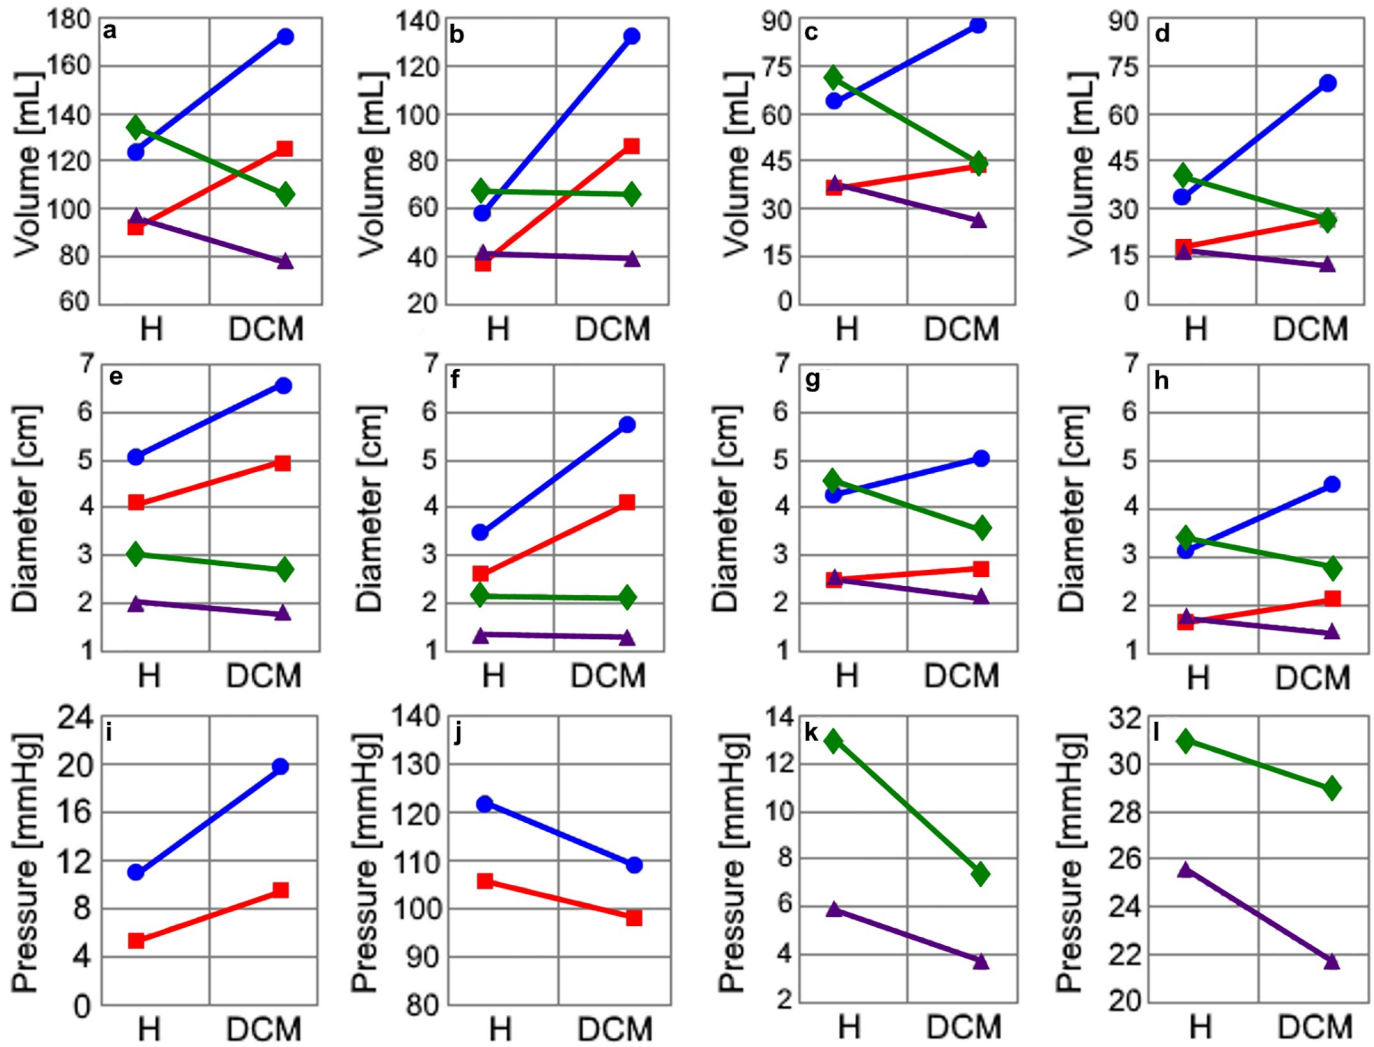 a
Volume [mL]
180
160
140
120
100
80
60
H DCM
b
Volume [mL]
140
120
100
80
60
40
20
H DCM
c
Volume [mL]
90
75
60
45
30
15
0
H DCM
d
Volume [mL]
90
75
60
45
30
15
0
H DCM
e
Diameter [cm]
7
6
5
4
3
2
1
H DCM
f
Diameter [cm]
7
6
5
4
3
2
1
H DCM
g
Diameter [cm]
7
6
5
4
3
2
1
H DCM
h
Diameter [cm]
7
6
5
4
3
2
1
H DCM
i
Pressure [mmHg]
24
20
16
12
8
4
0
H DCM
j
Pressure [mmHg]
140
130
120
110
100
90
80
H DCM
k
Pressure [mmHg]
14
12
10
8
6
4
2
H DCM
l
Pressure [mmHg]
32
30
28
26
24
22
20
H DCM